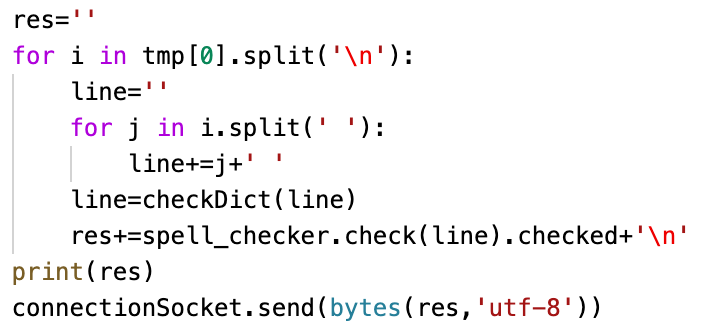 res=''
for i in tmp[0].split('\n'):
    line=''
    for j in i.split(' '):
        line+=j+' '
    line=checkDict(line)
    res+=spell_checker.check(line).checked+'\n'
print(res)
connectionSocket.send(bytes(res,'utf-8'))